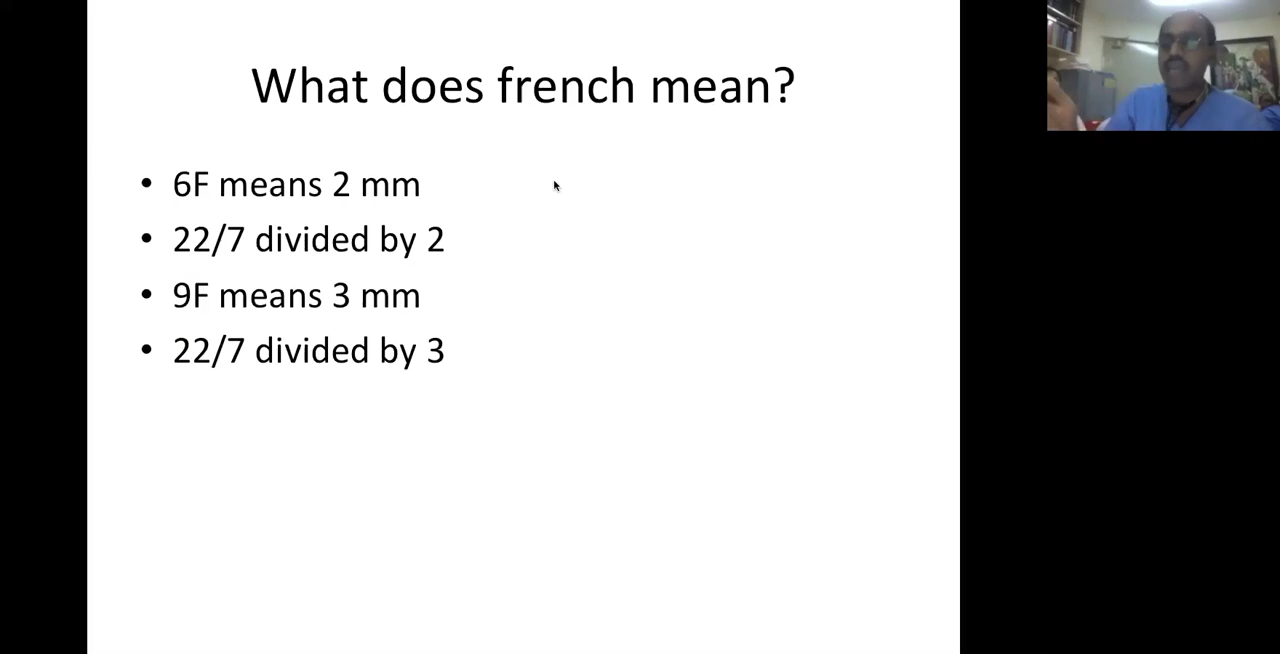 What does french mean?
• 6F means 2 mm
• 22/7 divided by 2
• 9F means 3 mm
• 22/7 divided by 3